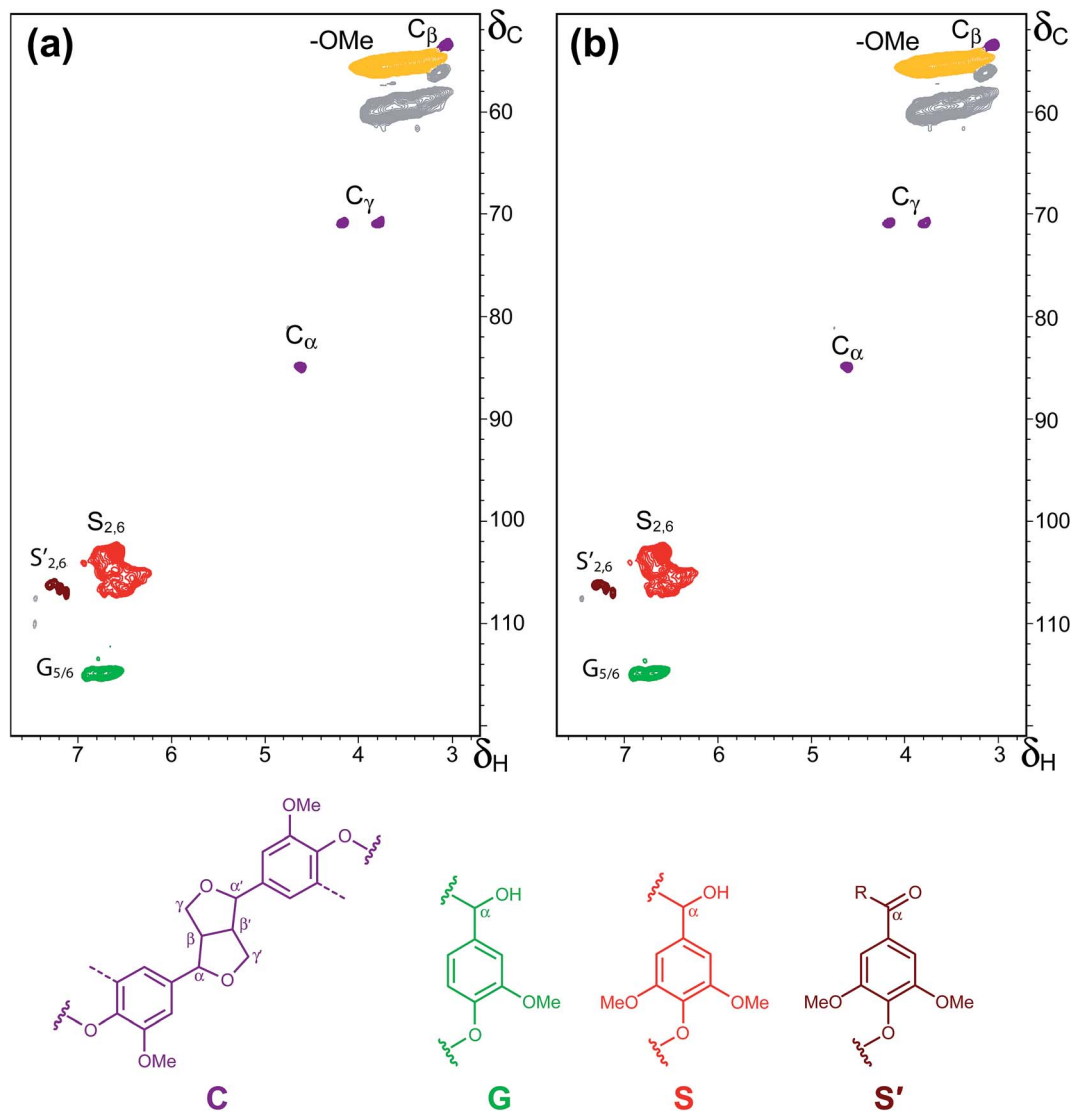 (a) -OMe Cβ δC
60
Cγ
70
80
Cα
90
S2,6
100
S′2,6
110
G5/6
7 6 5 4 3 δH
(b) -OMe Cβ δC
60
Cγ
70
80
Cα
90
S2,6
100
S′2,6
110
G5/6
7 6 5 4 3 δH
OMe
O
O α′
γ
β β′
γ′
α O
O
OMe
C
OH
α
OMe
O
G
OH
α
MeO OMe
O
S
R O
α
MeO OMe
O
S′